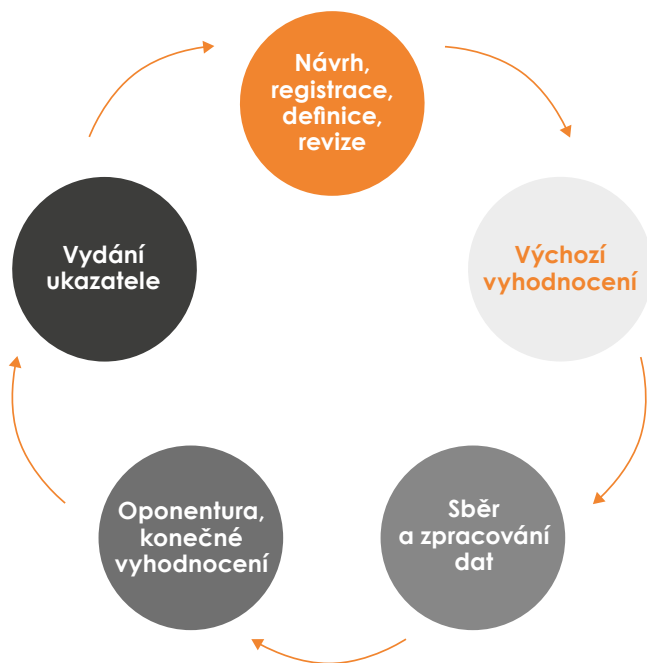 Návrh,
registrace,
definice,
revize
Výchozí
vyhodnocení
Sběr
a zpracování
dat
Oponentura,
konečné
vyhodnocení
Vydání
ukazatele